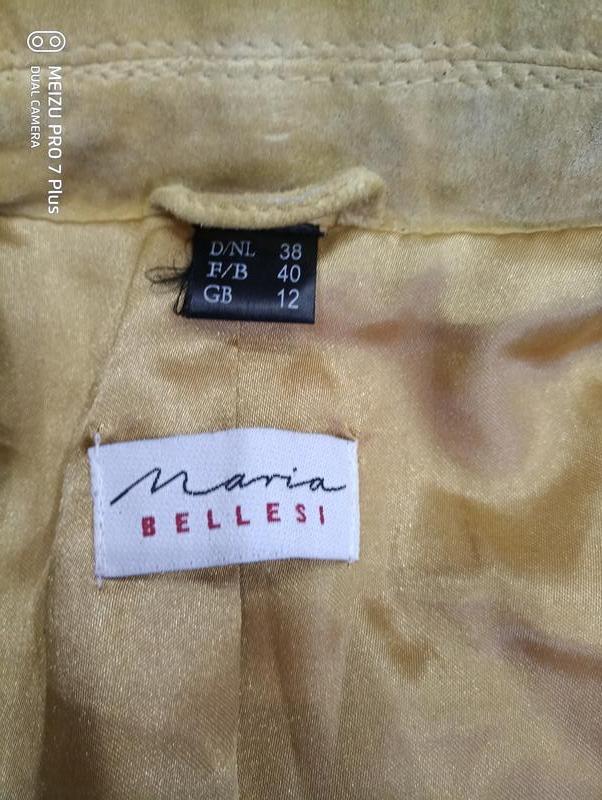 MEIZU PRO 7 Plus
DUAL CAMERA
D/NL 38
F/B 40
GB 12
Maria
BELLESI